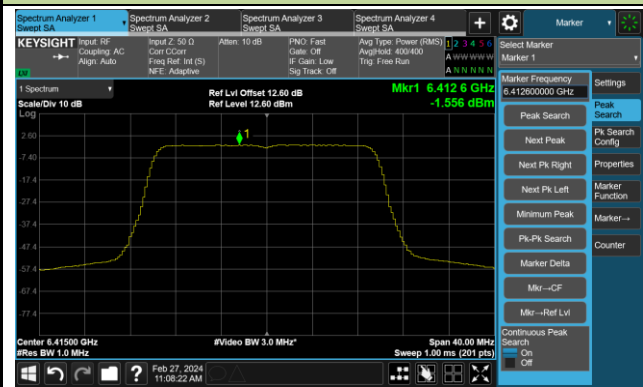 Spectrum Analyzer 1
Swept SA
Spectrum Analyzer 2
Swept SA
Spectrum Analyzer 3
Swept SA
Spectrum Analyzer 4
Swept SA
+
Marker
KEYSIGHT
Input: RF
Coupling: AC
Align: Auto
Input Z: 50 Ω
Corr CCorr
Freq Ref: Int (S)
NFE: Adaptive
Atten: 10 dB
PNO: Fast
Gate: Off
IF Gain: Low
Sig Track: Off
Avg Type: Power (RMS)
Avg|Hold: 400/400
Trig: Free Run
1 2 3 4 5 6
A W W W W W
A N N N N N
Select Marker
Marker 1
1 Spectrum
Scale/Div 10 dB
Log
Ref Lvl Offset 12.60 dB
Ref Level 12.60 dBm
Mkr1 6.412 6 GHz
-1.556 dBm
1
2.60
-7.40
-17.4
-27.4
-37.4
-47.4
-57.4
-67.4
-77.4
Center 6.41500 GHz
#Res BW 1.0 MHz
#Video BW 3.0 MHz*
Span 40.00 MHz
Sweep 1.00 ms (201 pts)
Marker Frequency
6.412600000 GHz
Peak Search
Next Peak
Next Pk Right
Next Pk Left
Minimum Peak
Pk-Pk Search
Marker Delta
Mkr→CF
Mkr→Ref Lvl
Continuous Peak
Search
On
Off
Settings
Peak
Search
Pk Search
Config
Properties
Marker
Function
Marker→
Counter
?
Feb 27, 2024
11:08:22 AM